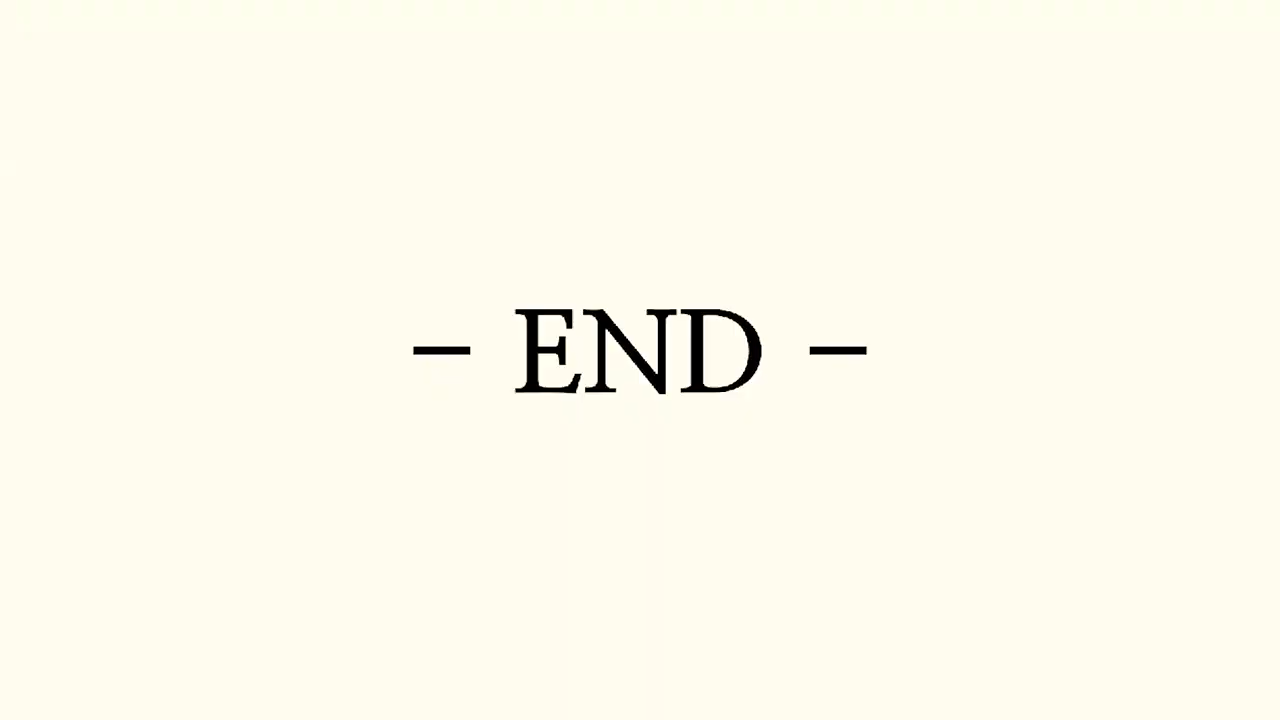 – END –